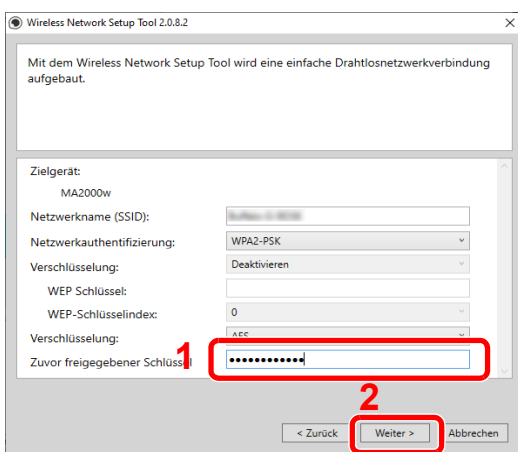 Wireless Network Setup Tool 2.0.8.2
Mit dem Wireless Network Setup Tool wird eine einfache Drahtlosnetzwerkverbindung
aufgebaut.
Zielgerät:
MA2000w
Netzwerkname (SSID):
Netzwerkauthentifizierung: WPA2-PSK
Verschlüsselung: Deaktivieren
WEP Schlüssel:
WEP-Schlüsselindex: 0
Verschlüsselung: AES
Zuvor freigegebener Schlüssel 1 ••••••••••••
2
< Zurück Weiter > Abbrechen